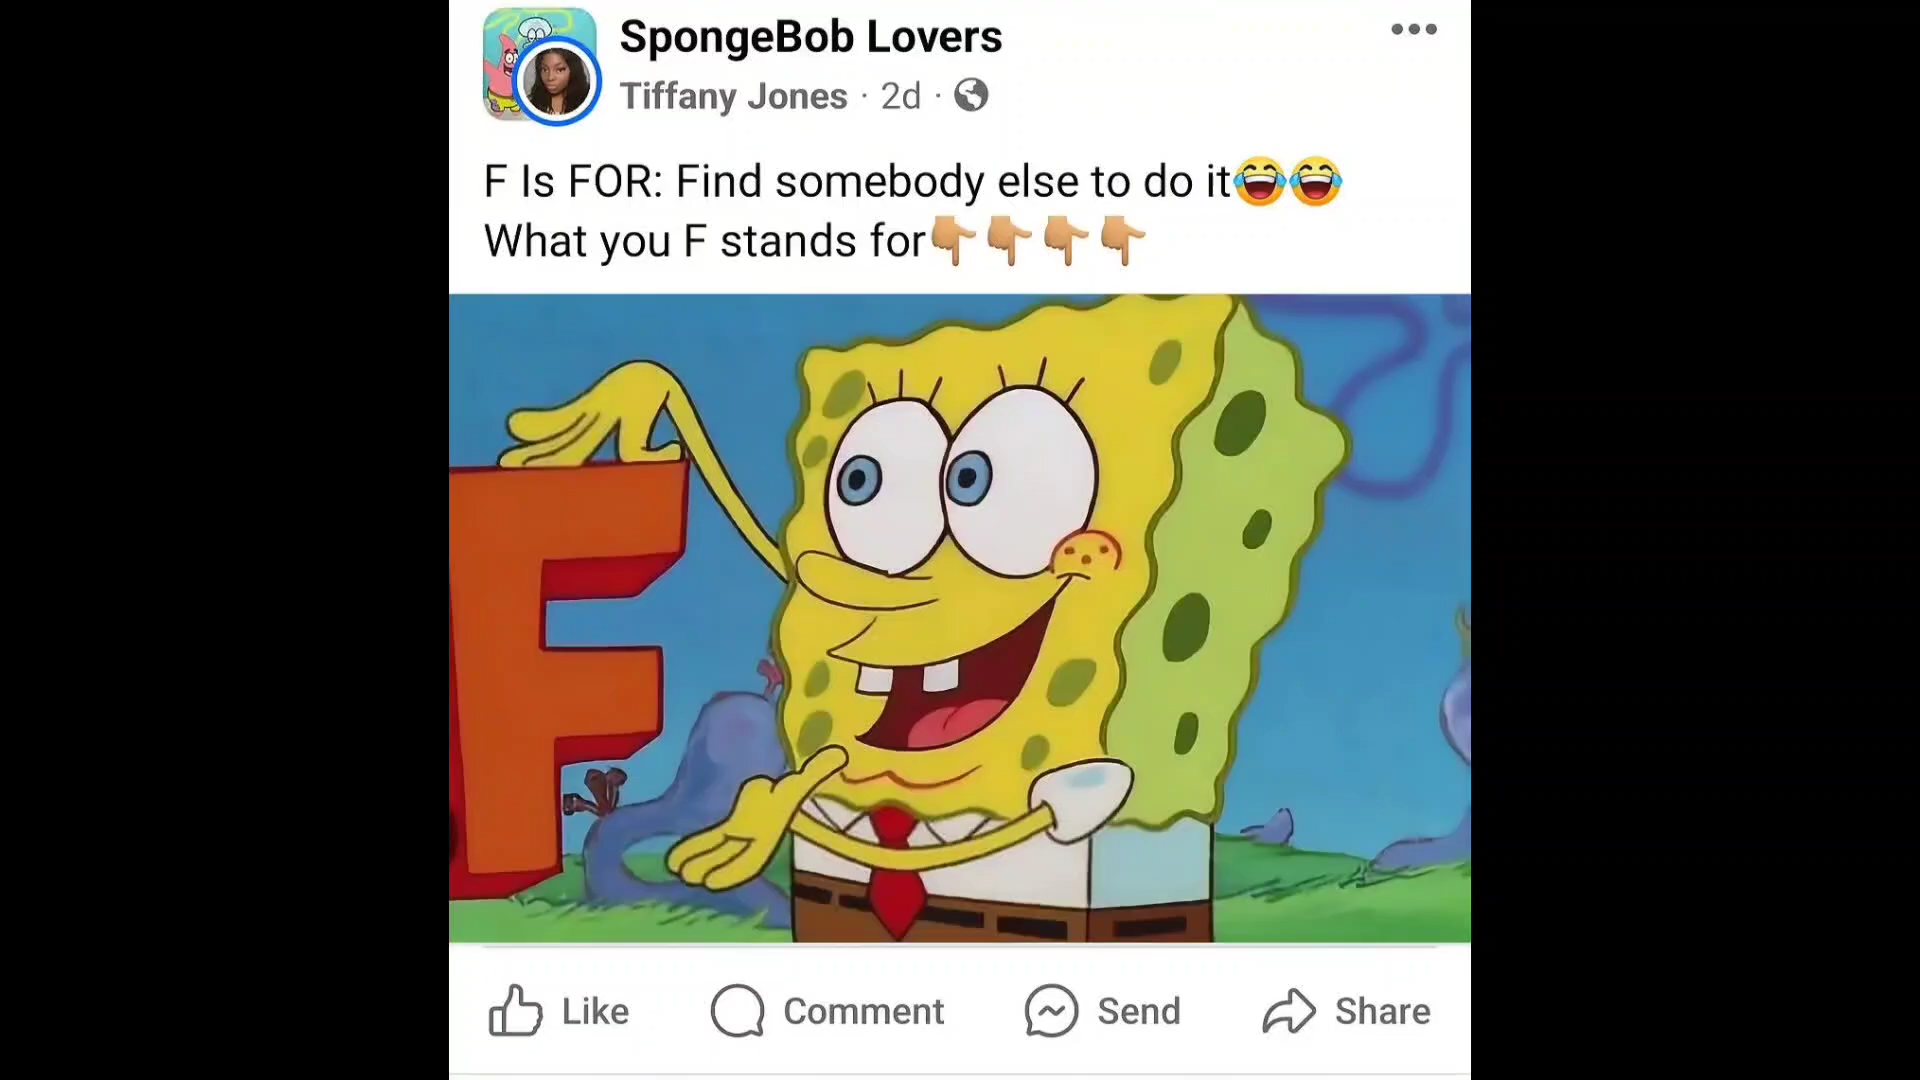 SpongeBob Lovers
Tiffany Jones · 2d ·
F Is FOR: Find somebody else to do it😂😂
What you F stands for👇🏼👇🏼👇🏼👇🏼
F
Like Comment Send Share